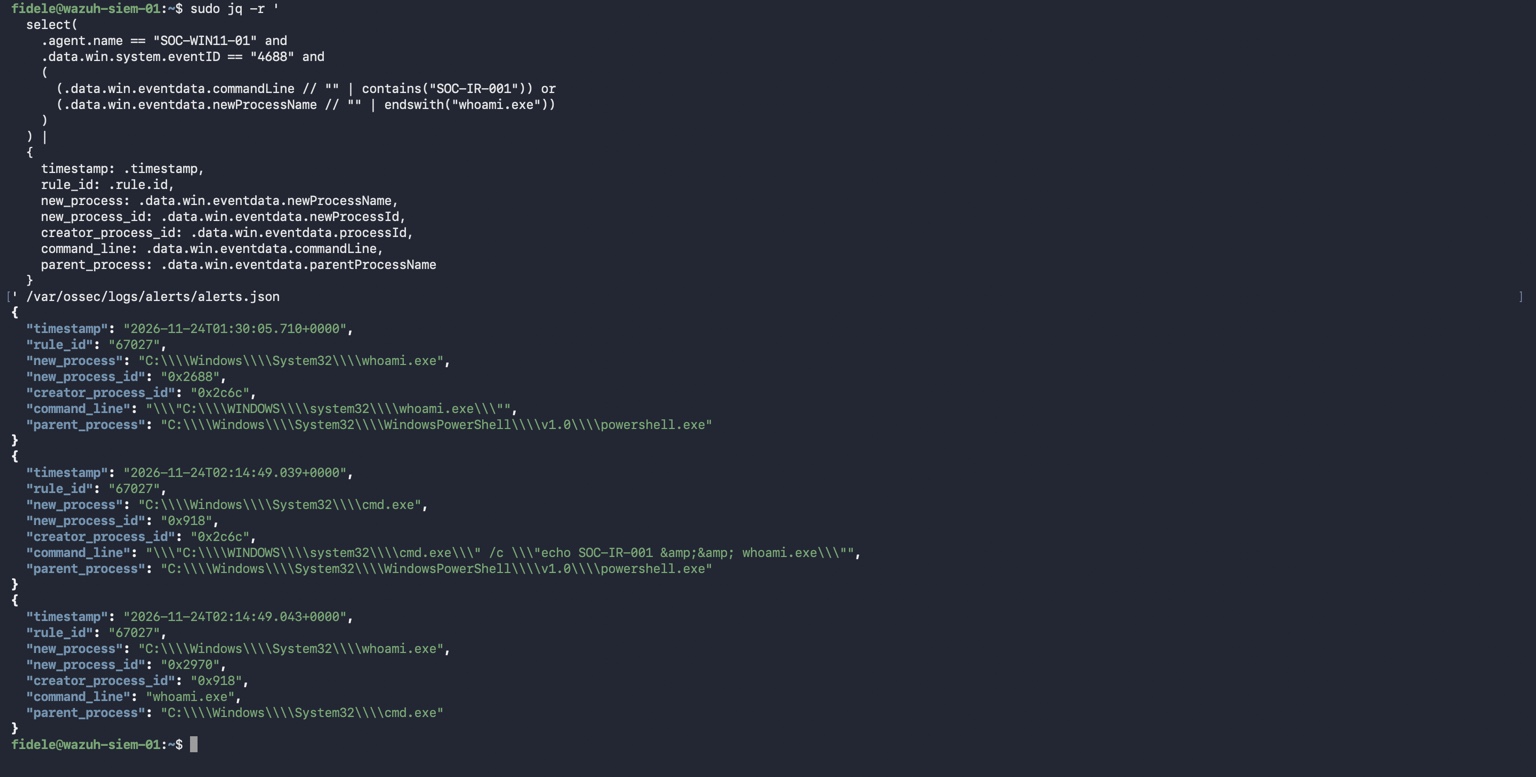 fidele@wazuh-siem-01:~$ sudo jq -r '
  select(
    .agent.name == "SOC-WIN11-01" and
    .data.win.system.eventID == "4688" and
    (
      (.data.win.eventdata.commandLine // "" | contains("SOC-IR-001")) or
      (.data.win.eventdata.newProcessName // "" | endswith("whoami.exe"))
    )
  ) |
  {
    timestamp: .timestamp,
    rule_id: .rule.id,
    new_process: .data.win.eventdata.newProcessName,
    new_process_id: .data.win.eventdata.newProcessId,
    creator_process_id: .data.win.eventdata.processId,
    command_line: .data.win.eventdata.commandLine,
    parent_process: .data.win.eventdata.parentProcessName
  }
[' /var/ossec/logs/alerts/alerts.json ]
{
  "timestamp": "2026-11-24T01:30:05.710+0000",
  "rule_id": "67027",
  "new_process": "C:\\\\Windows\\\\System32\\\\whoami.exe",
  "new_process_id": "0x2688",
  "creator_process_id": "0x2c6c",
  "command_line": "\\\"C:\\\\WINDOWS\\\\system32\\\\whoami.exe\\\"",
  "parent_process": "C:\\\\Windows\\\\System32\\\\WindowsPowerShell\\\\v1.0\\\\powershell.exe"
}
{
  "timestamp": "2026-11-24T02:14:49.039+0000",
  "rule_id": "67027",
  "new_process": "C:\\\\Windows\\\\System32\\\\cmd.exe",
  "new_process_id": "0x918",
  "creator_process_id": "0x2c6c",
  "command_line": "\\\"C:\\\\WINDOWS\\\\system32\\\\cmd.exe\\\" /c \\\"echo SOC-IR-001 &amp;&amp; whoami.exe\\\"",
  "parent_process": "C:\\\\Windows\\\\System32\\\\WindowsPowerShell\\\\v1.0\\\\powershell.exe"
}
{
  "timestamp": "2026-11-24T02:14:49.043+0000",
  "rule_id": "67027",
  "new_process": "C:\\\\Windows\\\\System32\\\\whoami.exe",
  "new_process_id": "0x2970",
  "creator_process_id": "0x918",
  "command_line": "whoami.exe",
  "parent_process": "C:\\\\Windows\\\\System32\\\\cmd.exe"
}
fidele@wazuh-siem-01:~$